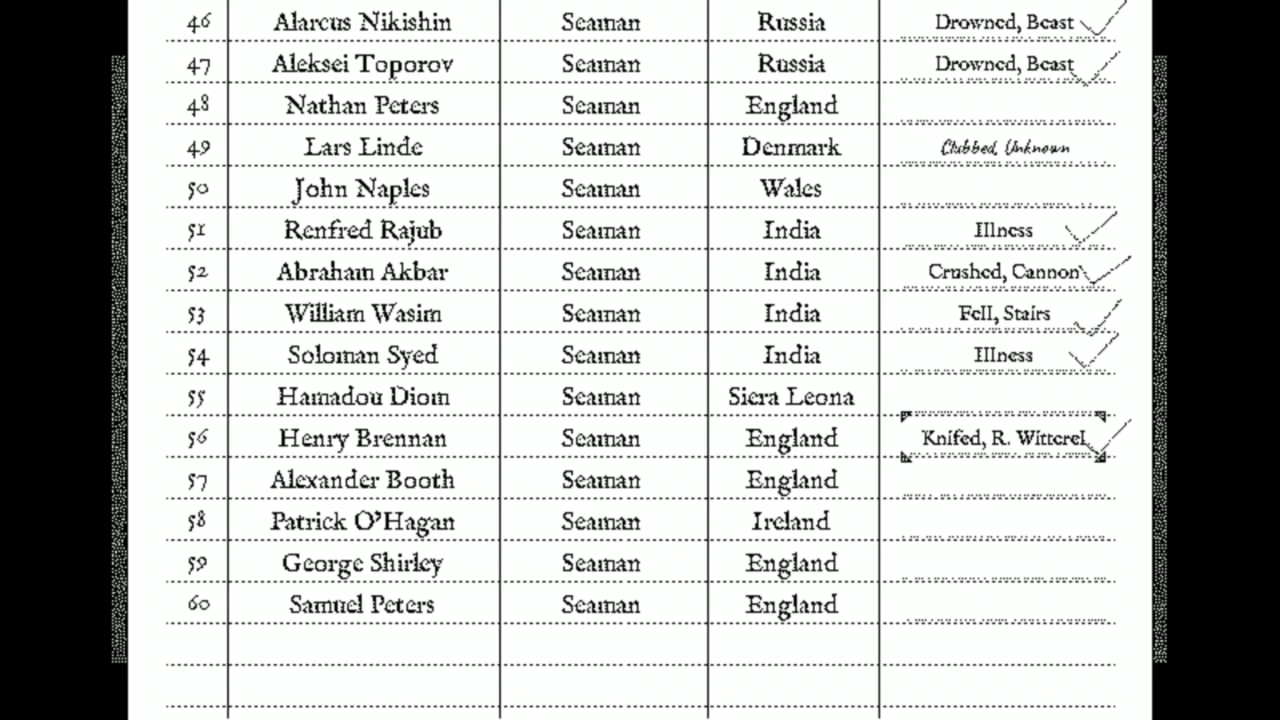 46 Alarcus Nikishin Seaman Russia Drowned, Beast
47 Aleksei Toporov Seaman Russia Drowned, Beast
48 Nathan Peters Seaman England
49 Lars Linde Seaman Denmark Clubbed, Unknown
50 John Naples Seaman Wales
51 Renfred Rajub Seaman India Illness
52 Abraham Akbar Seaman India Crushed, Cannon
53 William Wasim Seaman India Fell, Stairs
54 Soloman Syed Seaman India Illness
55 Hamadou Diom Seaman Siera Leona
56 Henry Brennan Seaman England Knifed, R. Witterel
57 Alexander Booth Seaman England
58 Patrick O'Hagan Seaman Ireland
59 George Shirley Seaman England
60 Samuel Peters Seaman England